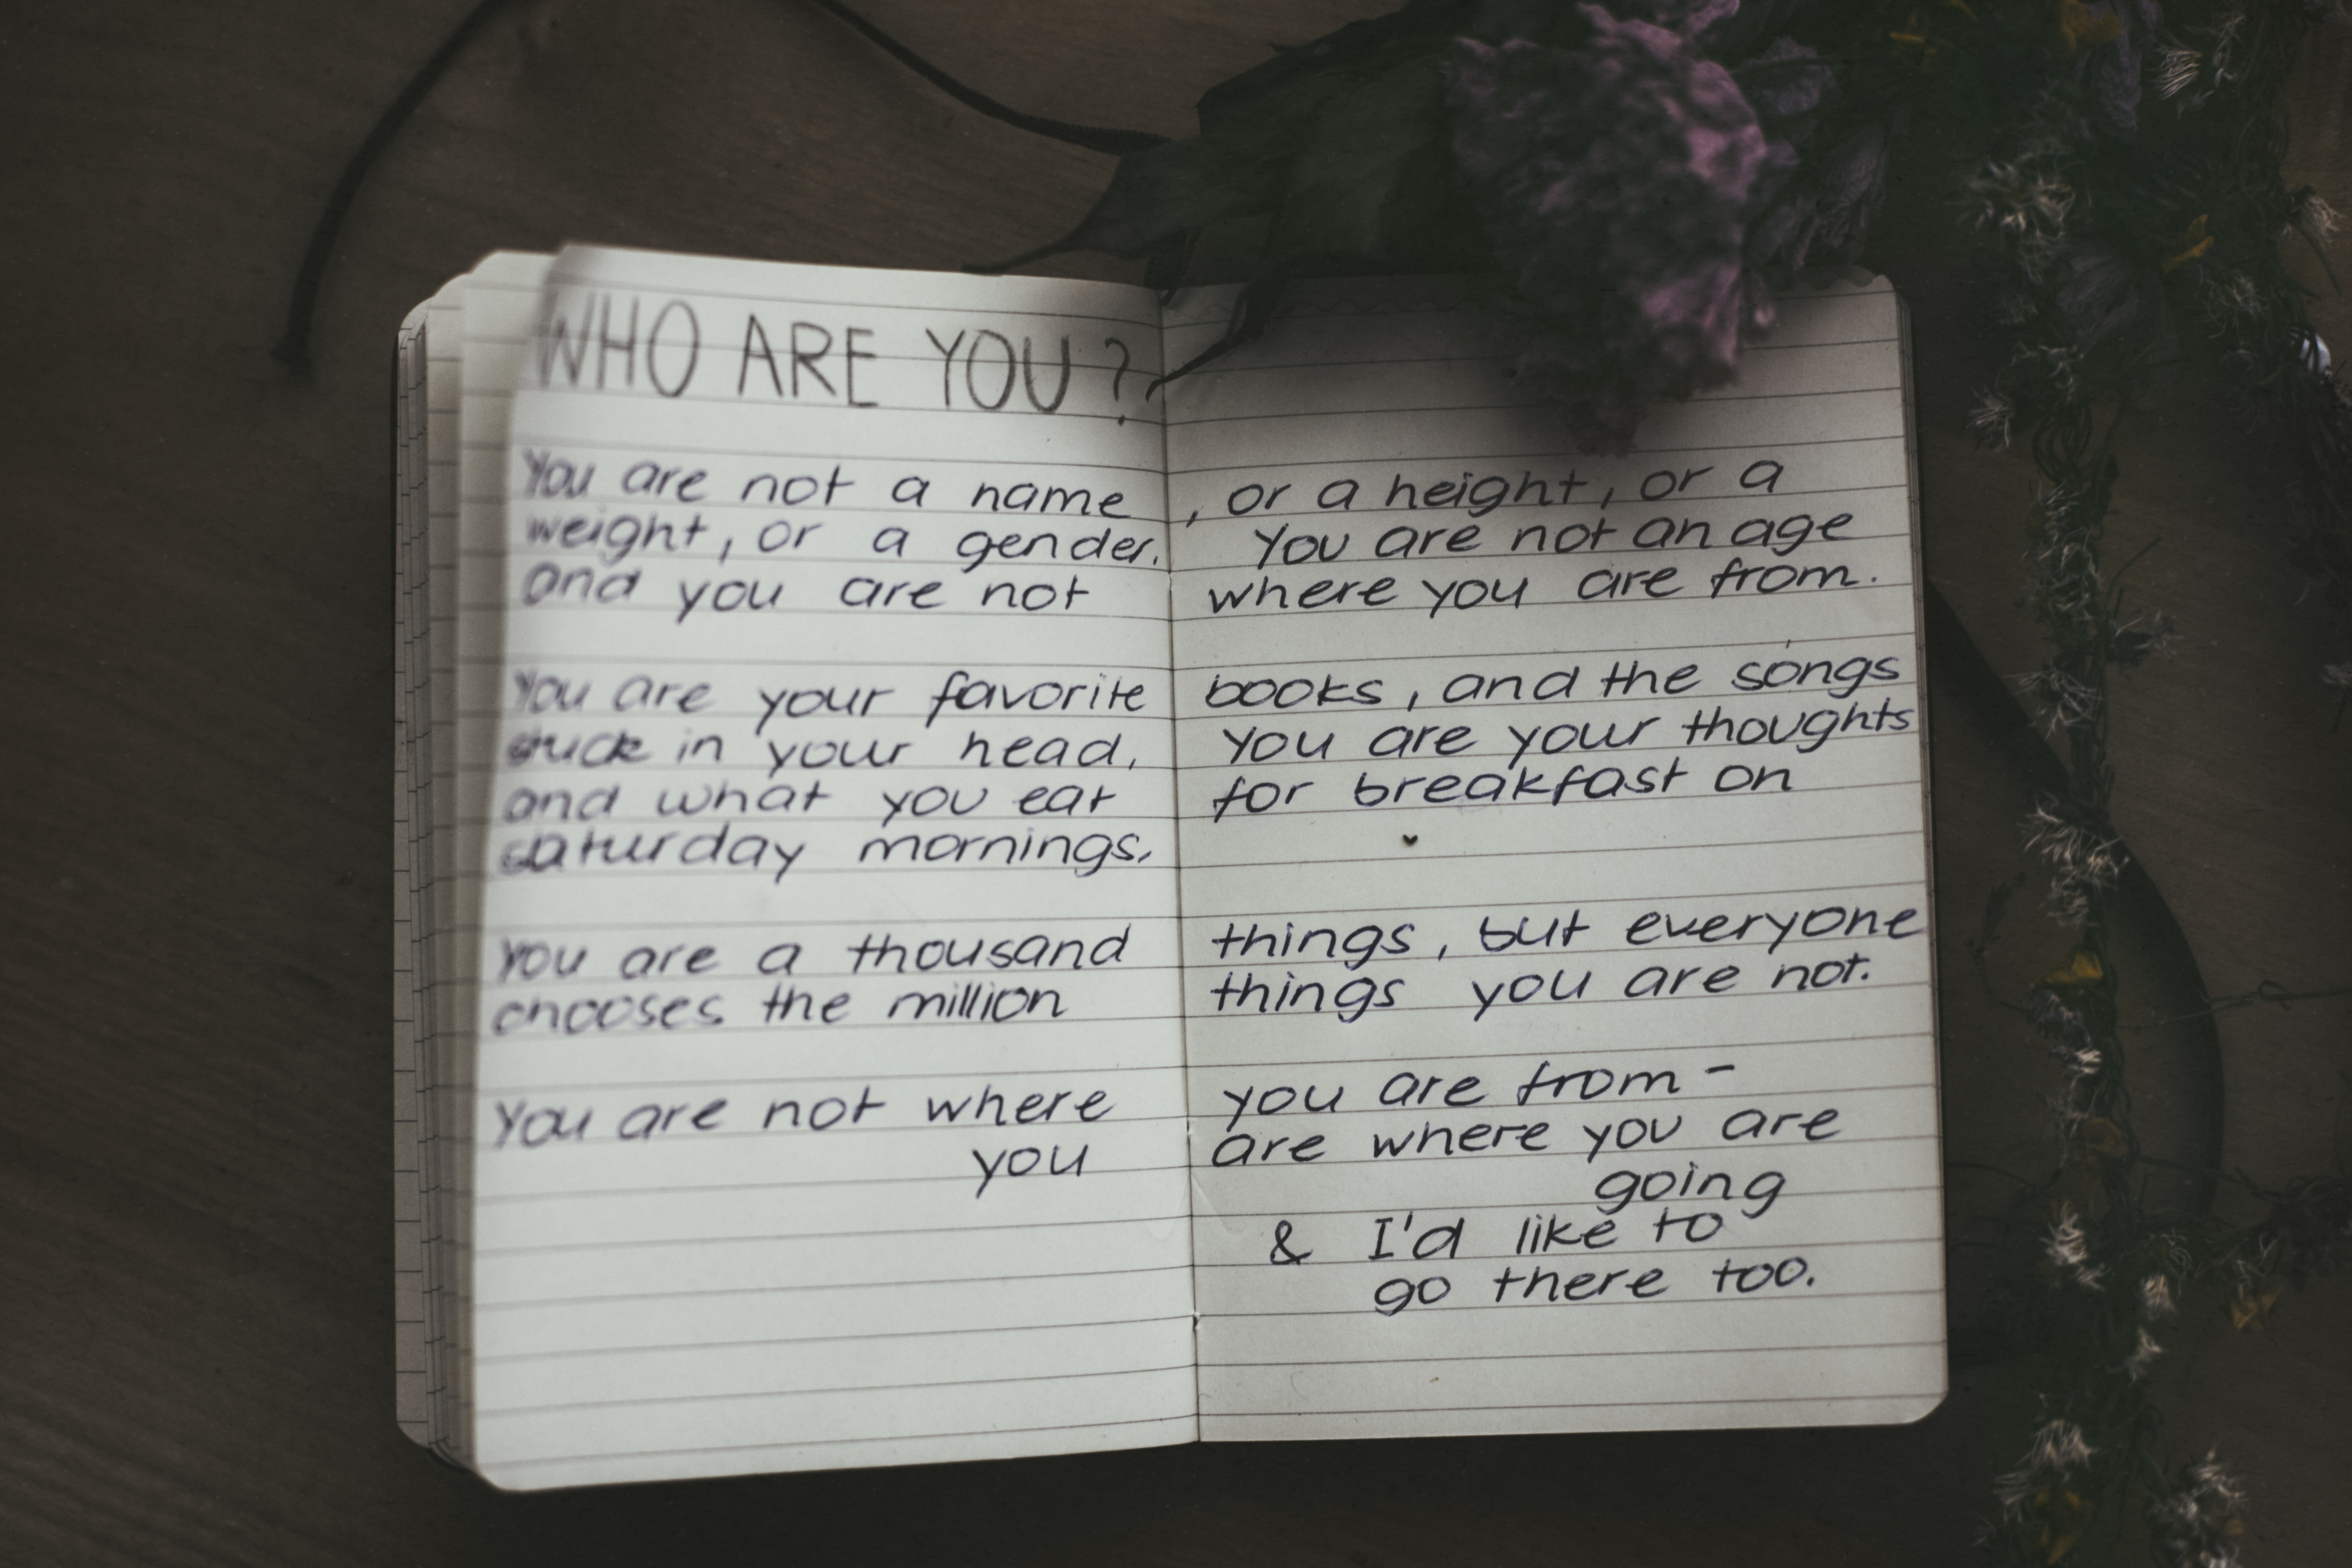 WHO ARE YOU?
You are not a name, or a height, or a
weight, or a gender. You are not an age
and you are not where you are from.
You are your favorite books, and the songs
stuck in your head, You are your thoughts
and what you eat for breakfast on
saturday mornings.
You are a thousand things, but everyone
chooses the million things you are not.
You are not where you are from -
you are where you are
going
& I'd like to
go there too.